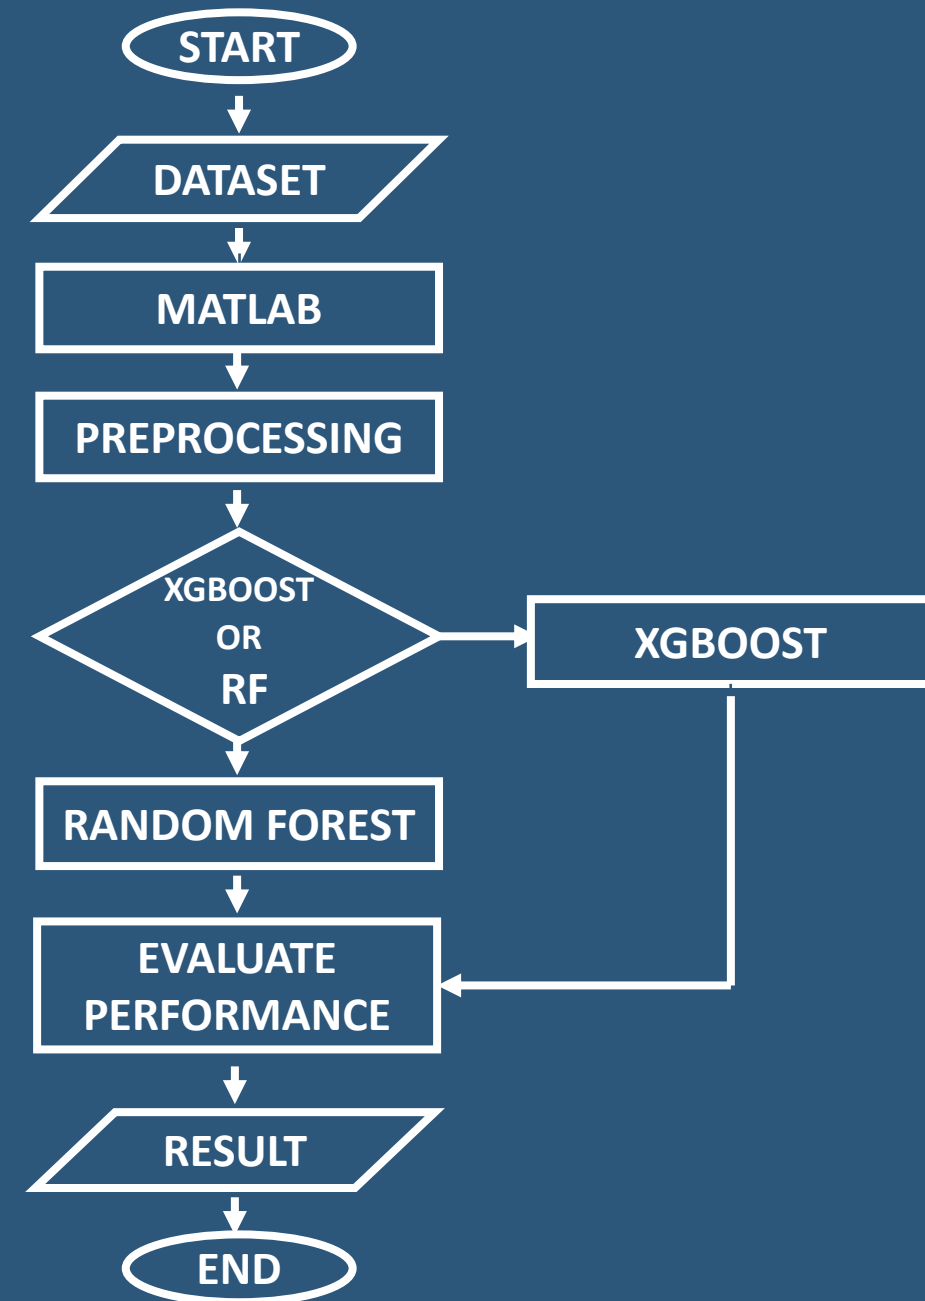 START
DATASET
MATLAB
PREPROCESSING
XGBOOST
OR
RF
XGBOOST
RANDOM FOREST
EVALUATE
PERFORMANCE
RESULT
END